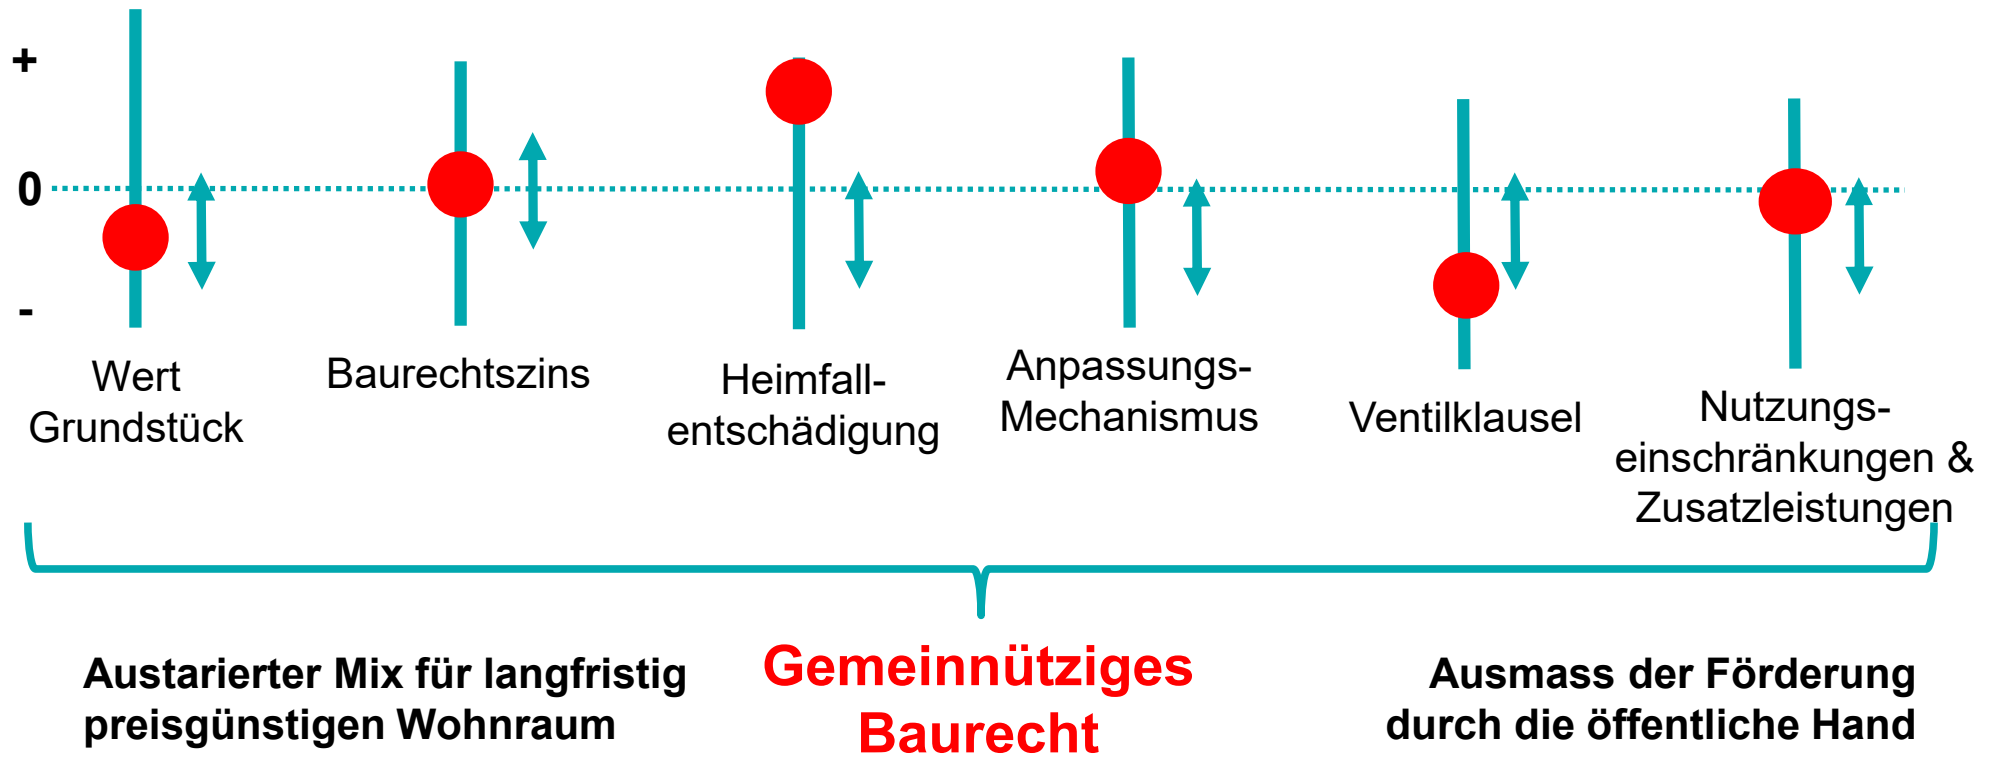 +
0
-
Wert
Grundstück
Baurechtszins
Heimfall-
entschädigung
Anpassungs-
Mechanismus
Ventilklausel
Nutzungs-
einschränkungen &
Zusatzleistungen
Austarierter Mix für langfristig
preisgünstigen Wohnraum
Gemeinnütziges
Baurecht
Ausmass der Förderung
durch die öffentliche Hand